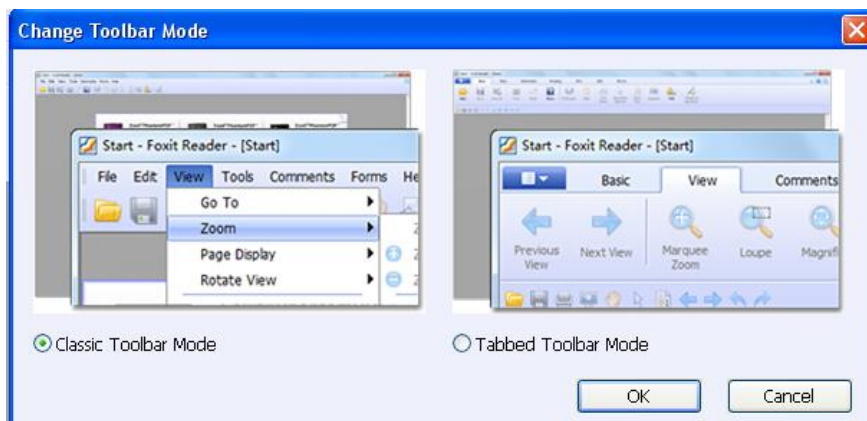 Change Toolbar Mode
Start - Foxit Reader - [Start]
File Edit View Tools Comments Forms He
Go To
Zoom
Page Display
Rotate View
Start - Foxit Reader - [Start]
Basic View Comments
Previous View Next View Marquee Zoom Loupe Magnifi
Classic Toolbar Mode
Tabbed Toolbar Mode
OK Cancel